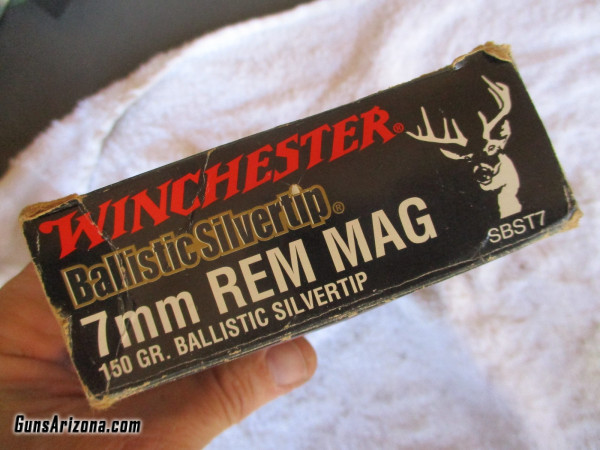 WINCHESTER®
Ballistic Silvertip®
7mm REM MAG
150 GR. BALLISTIC SILVERTIP
SBST7
GunsArizona.com